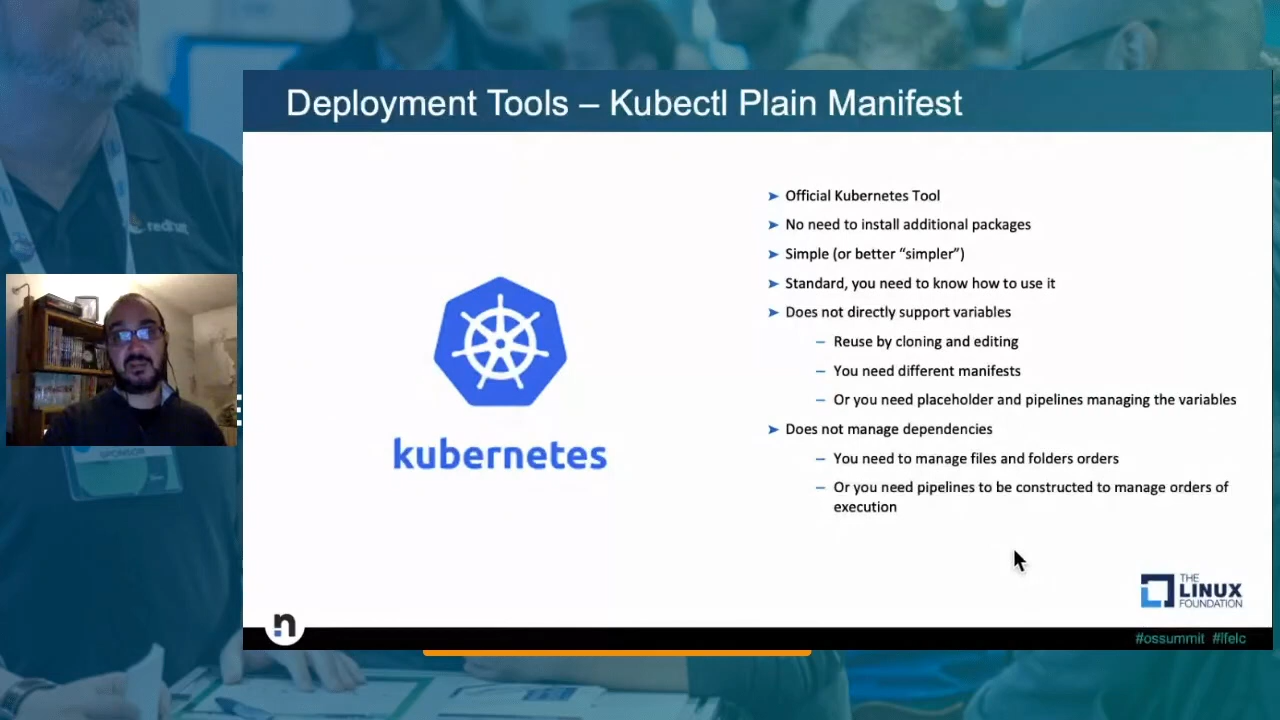 Deployment Tools – Kubectl Plain Manifest
➤ Official Kubernetes Tool
➤ No need to install additional packages
➤ Simple (or better “simpler”)
➤ Standard, you need to know how to use it
➤ Does not directly support variables
– Reuse by cloning and editing
– You need different manifests
– Or you need placeholder and pipelines managing the variables
➤ Does not manage dependencies
– You need to manage files and folders orders
– Or you need pipelines to be constructed to manage orders of
execution
kubernetes
redhat
SPONSOR
THE
LINUX
FOUNDATION
n
#ossummit #lfelc